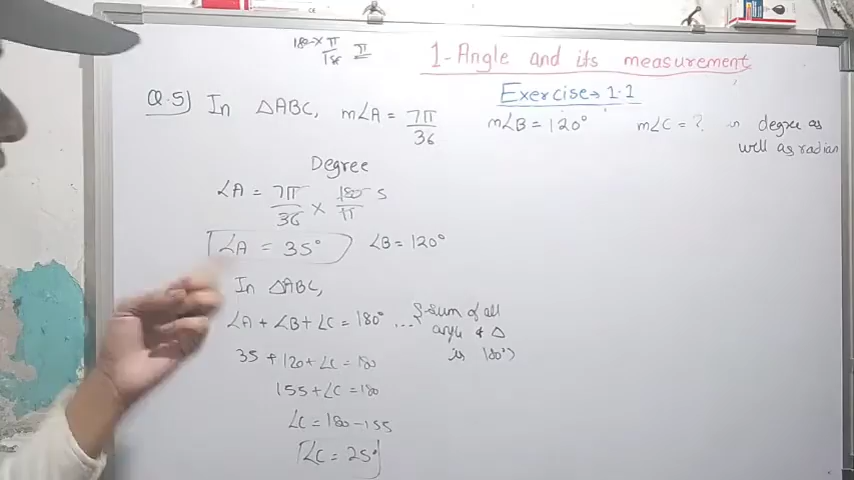 180 × π
180
π
1-Angle and its measurement
Exercise→1.1
Q.5) In △ABC, m∠A = 7π/36 m∠B = 120° m∠C = ? in degree as
well as radian
Degree
∠A = 7π/36 × 180/π 5
∠A = 35° ∠B = 120°
In △ABC,
∠A + ∠B + ∠C = 180° ... {sum of all
angle of △
is 180°}
35 + 120 + ∠C = 180
155 + ∠C = 180
∠C = 180 - 155
∠C = 25°